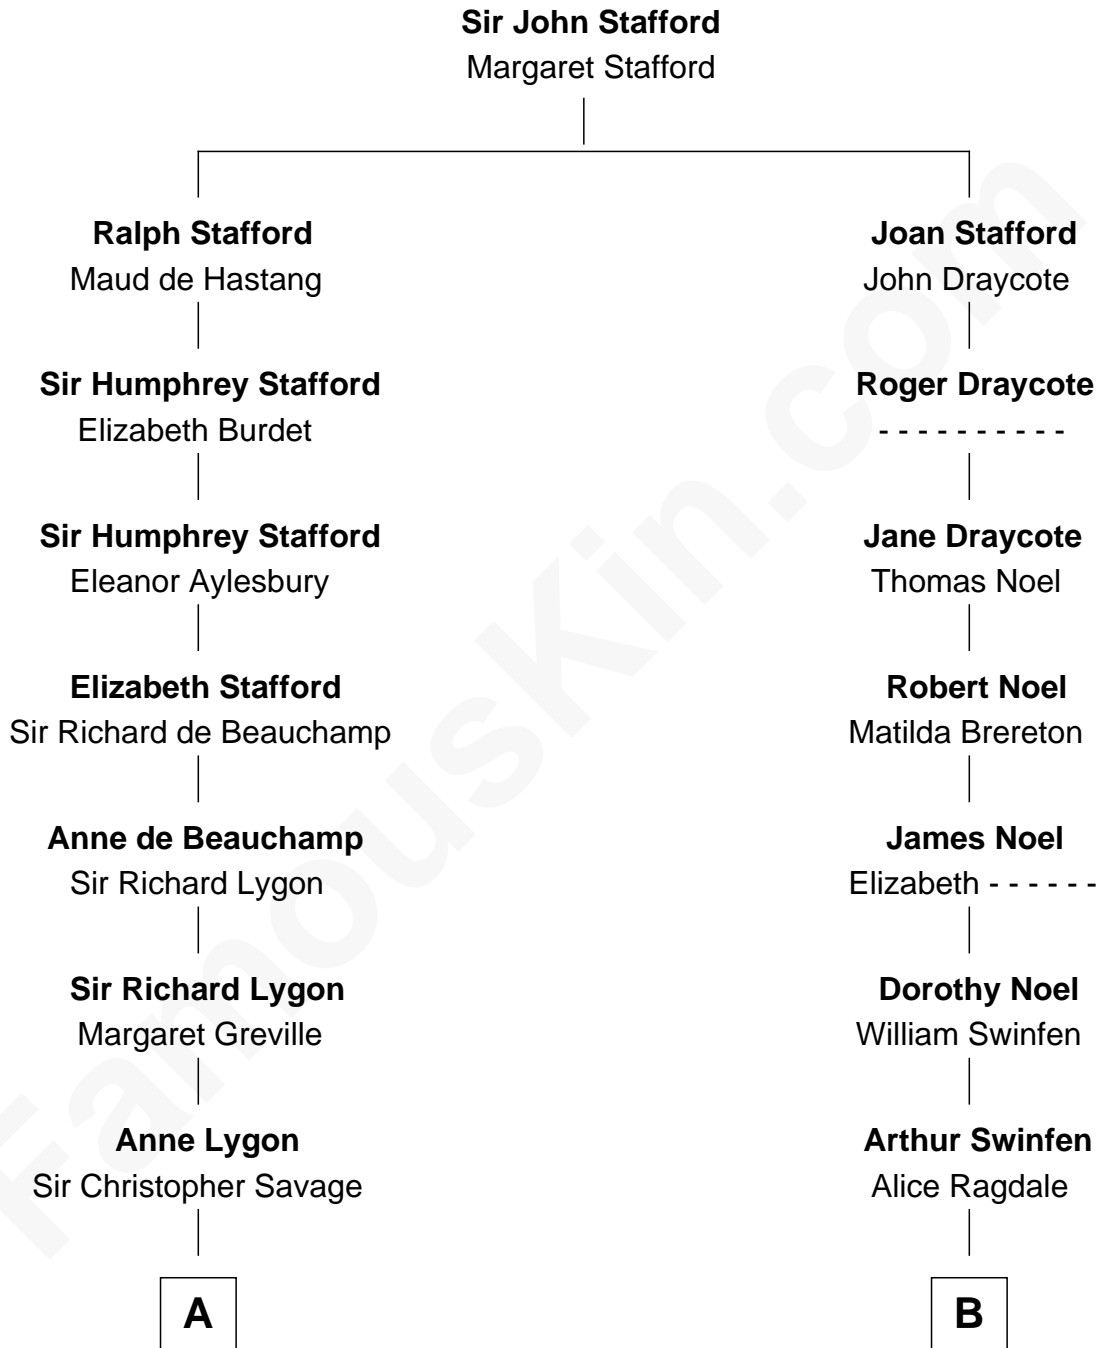 Sir John Stafford
Margaret Stafford
Ralph Stafford
Maud de Hastang
Sir Humphrey Stafford
Elizabeth Burdet
Sir Humphrey Stafford
Eleanor Aylesbury
Elizabeth Stafford
Sir Richard de Beauchamp
Anne de Beauchamp
Sir Richard Lygon
Sir Richard Lygon
Margaret Greville
Anne Lygon
Sir Christopher Savage
A
Joan Stafford
John Draycote
Roger Draycote
- - - - - - - - - -
Jane Draycote
Thomas Noel
Robert Noel
Matilda Brereton
James Noel
Elizabeth - - - - - -
Dorothy Noel
William Swinfen
Arthur Swinfen
Alice Ragdale
B
FamousKin.com